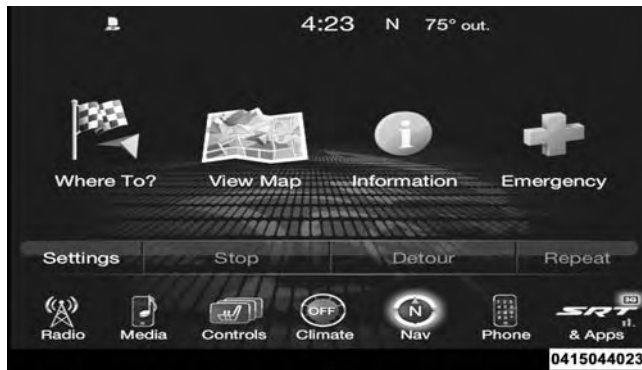 4:23 N 75° out.
Where To? View Map Information Emergency
Settings Stop Detour Repeat
OFF N 3G SRT
Radio Media Controls Climate Nav Phone & Apps
0415044023